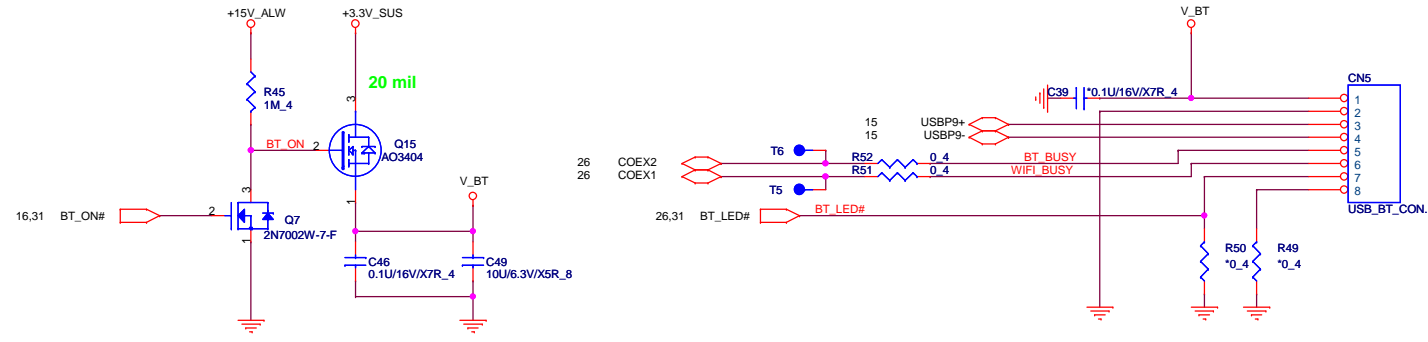 +15V_ALW
+3.3V_SUS
20 mil
R45
1M_4
3
BT_ON
2
Q15
AO3404
1
V_BT
3
16,31 BT_ON#
2
Q7
2N7002W-7-F
1
C46
0.1U/16V/X7R_4
C49
10U/6.3V/X5R_8
V_BT
CN5
C39
*0.1U/16V/X7R_4
1
2
15 USBP9+
3
15 USBP9-
4
T6
5
26 COEX2
R52
0_4
BT_BUSY
6
26 COEX1
R51
0_4
WIFI_BUSY
7
T5
8
26,31 BT_LED#
BT_LED#
USB_BT_CON.
R50
*0_4
R49
*0_4